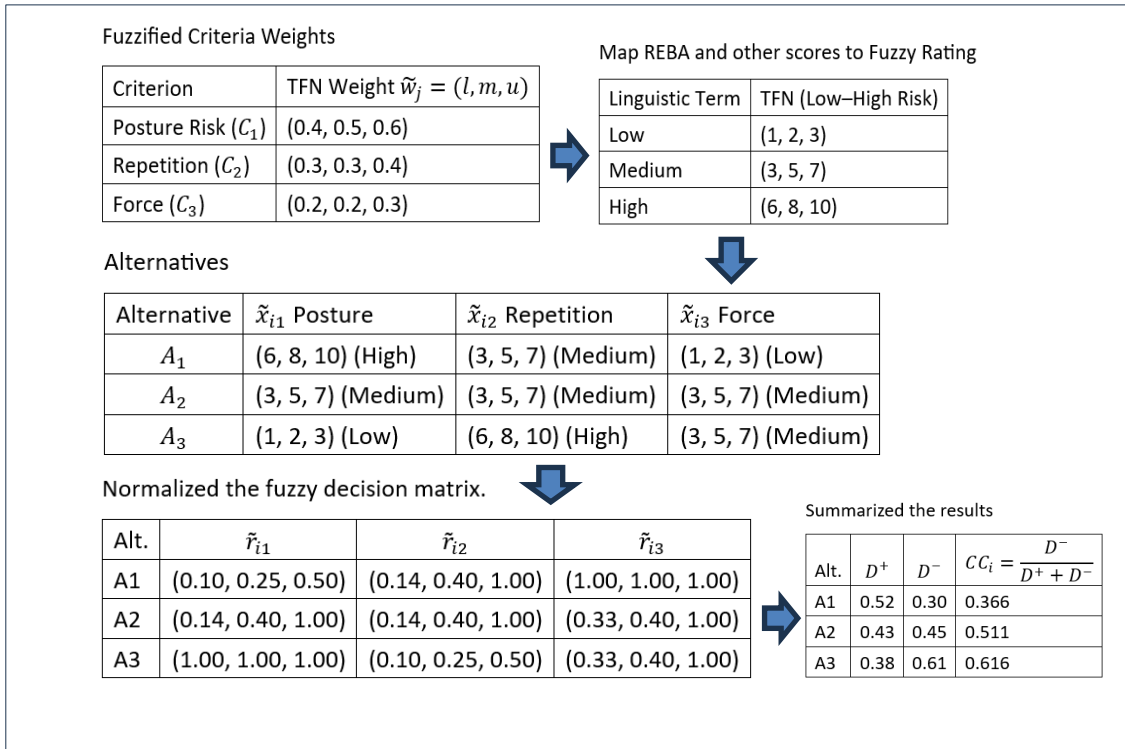 Fuzzified Criteria Weights
Criterion TFN Weight w̃ⱼ = (l, m, u)
Posture Risk (C₁) (0.4, 0.5, 0.6)
Repetition (C₂) (0.3, 0.3, 0.4)
Force (C₃) (0.2, 0.2, 0.3)
Map REBA and other scores to Fuzzy Rating
Linguistic Term TFN (Low–High Risk)
Low (1, 2, 3)
Medium (3, 5, 7)
High (6, 8, 10)
Alternatives
Alternative x̃ᵢ₁ Posture x̃ᵢ₂ Repetition x̃ᵢ₃ Force
A₁ (6, 8, 10) (High) (3, 5, 7) (Medium) (1, 2, 3) (Low)
A₂ (3, 5, 7) (Medium) (3, 5, 7) (Medium) (3, 5, 7) (Medium)
A₃ (1, 2, 3) (Low) (6, 8, 10) (High) (3, 5, 7) (Medium)
Normalized the fuzzy decision matrix.
Alt. r̃ᵢ₁ r̃ᵢ₂ r̃ᵢ₃
A1 (0.10, 0.25, 0.50) (0.14, 0.40, 1.00) (1.00, 1.00, 1.00)
A2 (0.14, 0.40, 1.00) (0.14, 0.40, 1.00) (0.33, 0.40, 1.00)
A3 (1.00, 1.00, 1.00) (0.10, 0.25, 0.50) (0.33, 0.40, 1.00)
Summarized the results
Alt. D⁺ D⁻ CCᵢ = D⁻ / (D⁺ + D⁻)
A1 0.52 0.30 0.366
A2 0.43 0.45 0.511
A3 0.38 0.61 0.616